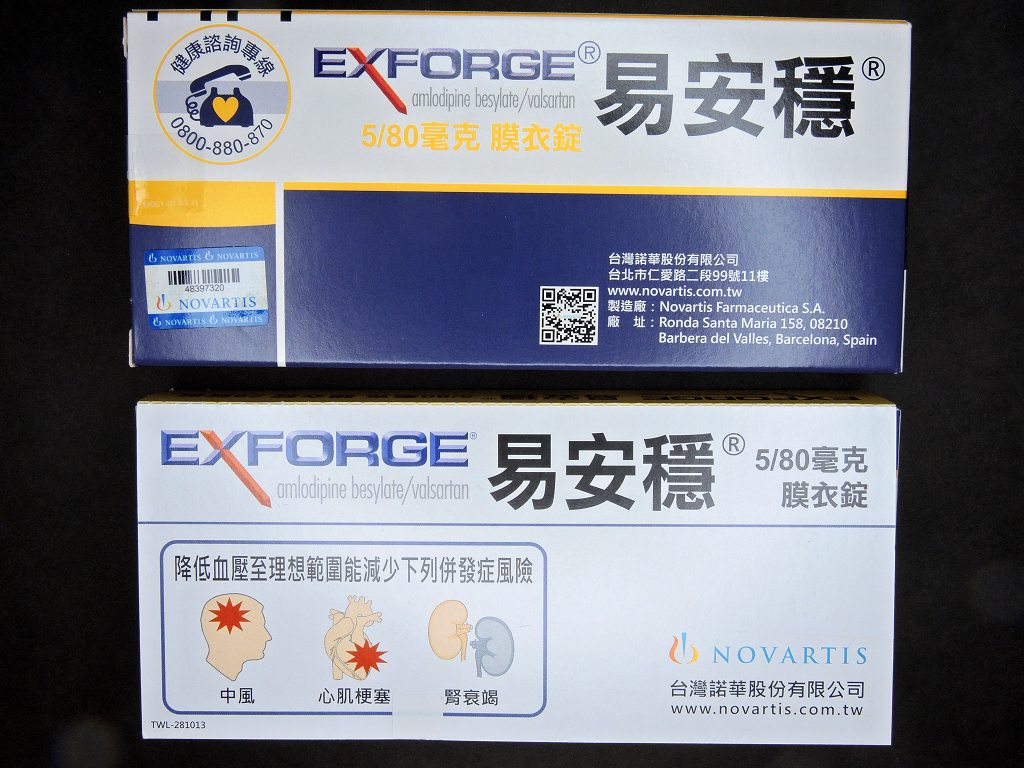 健康諮詢專線
0800-880-870
EXFORGE®
amlodipine besylate/valsartan
易安穩®
5/80毫克 膜衣錠
NOVARTIS NOVARTIS
48397320
NOVARTIS
NOVARTIS NOVARTIS
台灣諾華股份有限公司
台北市仁愛路二段99號11樓
www.novartis.com.tw
製造廠：Novartis Farmaceutica S.A.
廠 址：Ronda Santa Maria 158, 08210
Barbera del Valles, Barcelona, Spain
EXFORGE®
amlodipine besylate/valsartan
易安穩®
5/80毫克
膜衣錠
降低血壓至理想範圍能減少下列併發症風險
中風 心肌梗塞 腎衰竭
TWL-281013
NOVARTIS
台灣諾華股份有限公司
www.novartis.com.tw